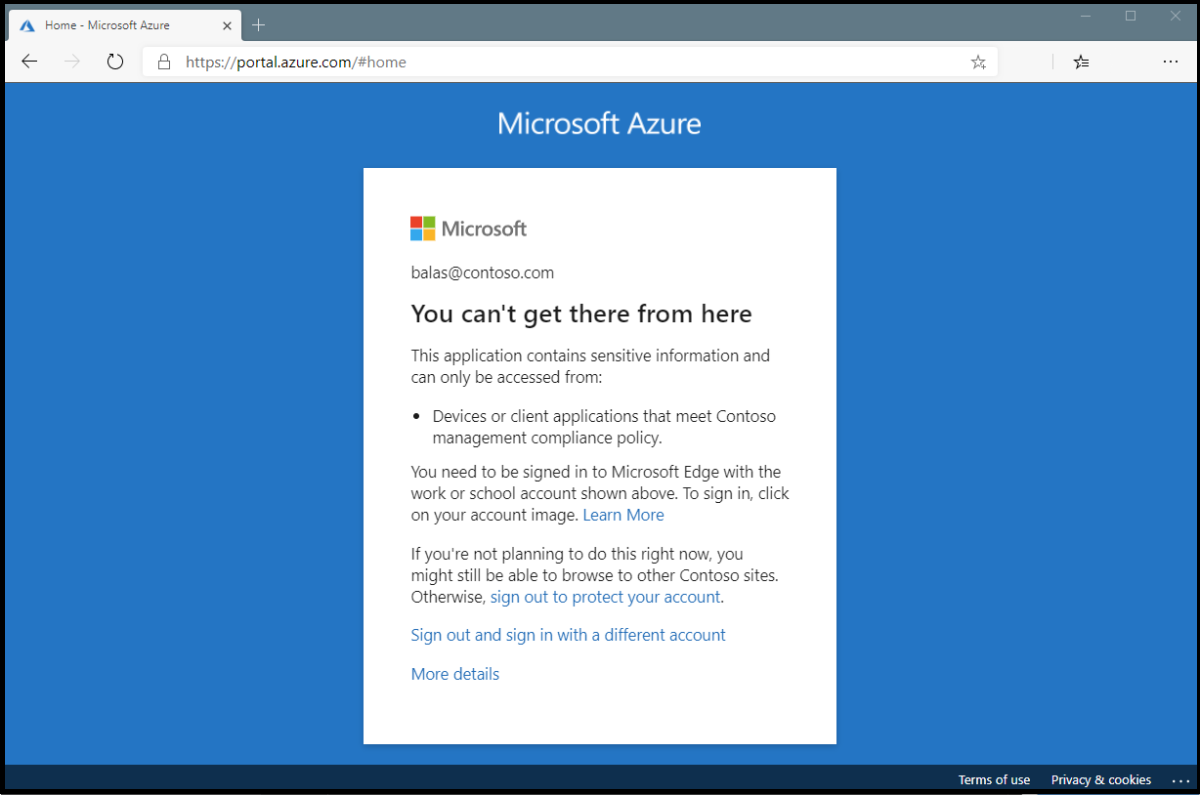 Home - Microsoft Azure
https://portal.azure.com/#home
Microsoft Azure
Microsoft
balas@contoso.com
You can't get there from here
This application contains sensitive information and
can only be accessed from:
• Devices or client applications that meet Contoso
management compliance policy.
You need to be signed in to Microsoft Edge with the
work or school account shown above. To sign in, click
on your account image. Learn More
If you're not planning to do this right now, you
might still be able to browse to other Contoso sites.
Otherwise, sign out to protect your account.
Sign out and sign in with a different account
More details
Terms of use Privacy & cookies ...